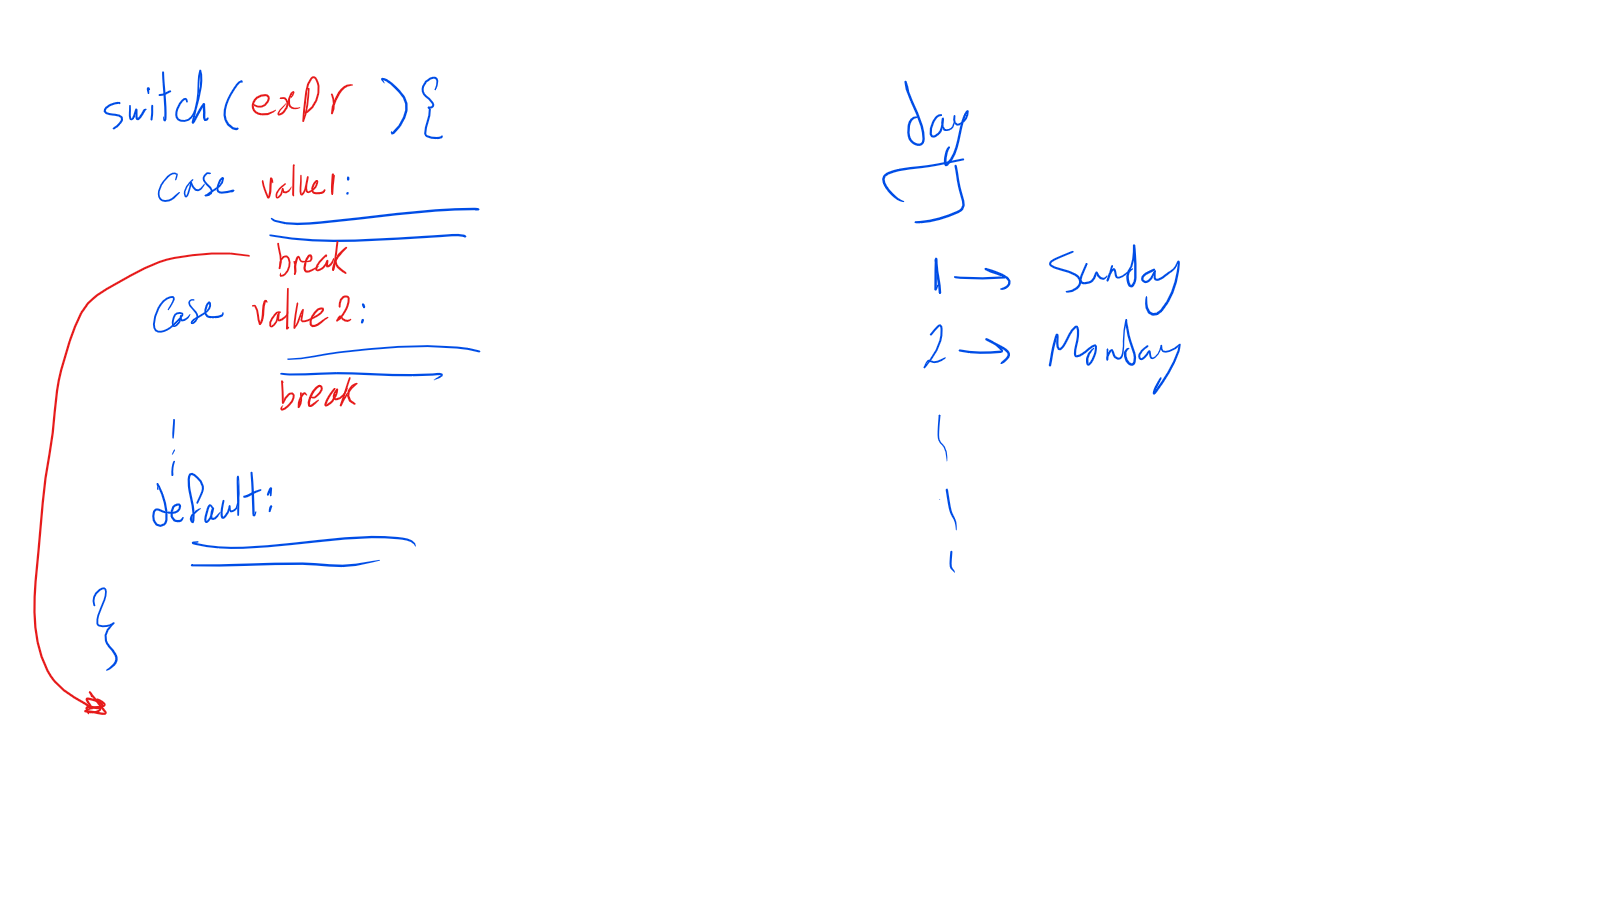 switch(expr ){
case value1:
break
case value2:
break
default:
}
day
1 → Sunday
2 → Monday